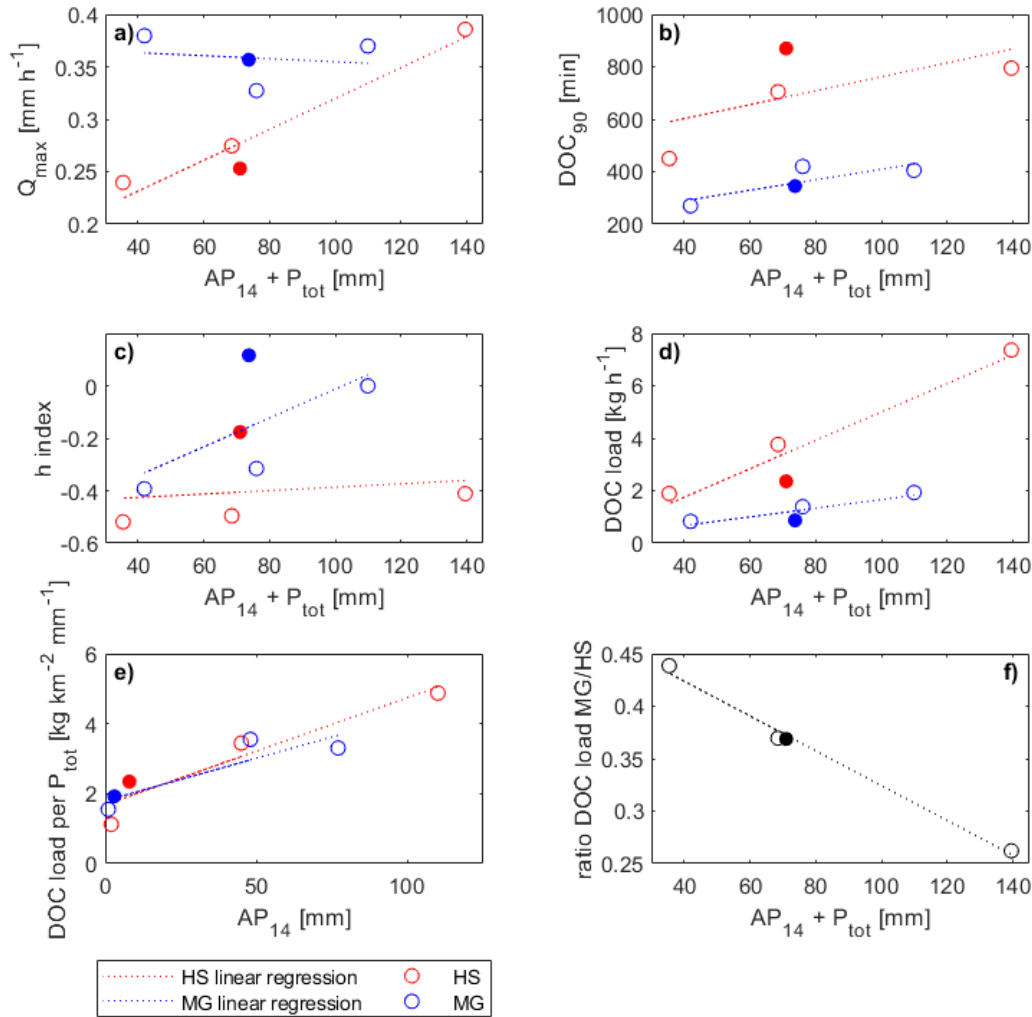 a)
0.4
0.35
0.3
0.25
0.2
Q_max [mm h^-1]
40 60 80 100 120 140
AP_14 + P_tot [mm]
b)
1000
800
600
400
200
DOC_90 [min]
40 60 80 100 120 140
AP_14 + P_tot [mm]
c)
0
-0.2
-0.4
-0.6
h index
40 60 80 100 120 140
AP_14 + P_tot [mm]
d)
8
6
4
2
0
DOC load [kg h^-1]
40 60 80 100 120 140
AP_14 + P_tot [mm]
e)
6
4
2
0
DOC load per P_tot [kg km^-2 mm^-1]
0 50 100
AP_14 [mm]
f)
0.45
0.4
0.35
0.3
0.25
ratio DOC load MG/HS
40 60 80 100 120 140
AP_14 + P_tot [mm]
HS linear regression HS
MG linear regression MG